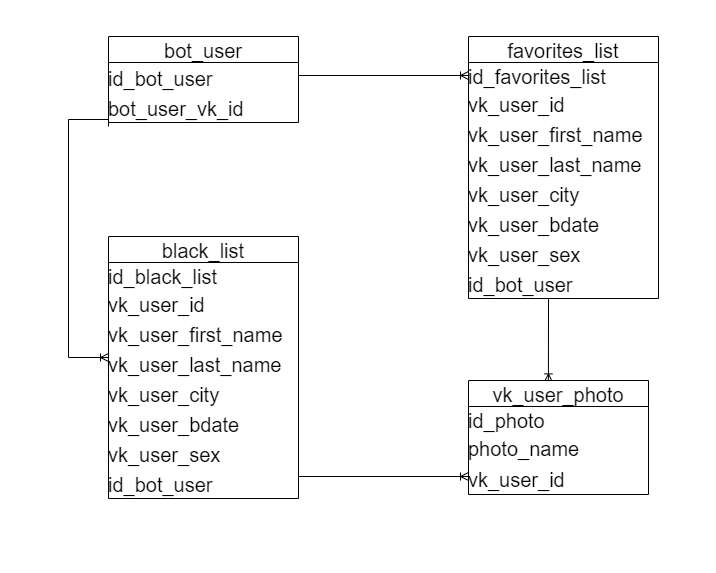 bot_user
id_bot_user
bot_user_vk_id
favorites_list
id_favorites_list
vk_user_id
vk_user_first_name
vk_user_last_name
vk_user_city
vk_user_bdate
vk_user_sex
id_bot_user
black_list
id_black_list
vk_user_id
vk_user_first_name
vk_user_last_name
vk_user_city
vk_user_bdate
vk_user_sex
id_bot_user
vk_user_photo
id_photo
photo_name
vk_user_id